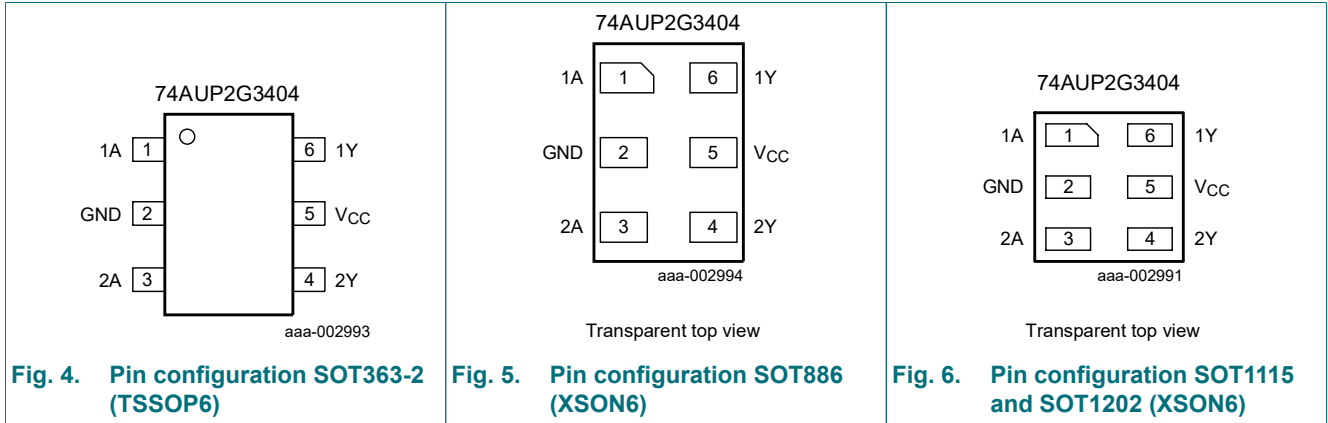 74AUP2G3404
1A 1 6 1Y
GND 2 5 VCC
2A 3 4 2Y
aaa-002993
Fig. 4. Pin configuration SOT363-2
(TSSOP6)
74AUP2G3404
1A 1 6 1Y
GND 2 5 VCC
2A 3 4 2Y
aaa-002994
Transparent top view
Fig. 5. Pin configuration SOT886
(XSON6)
74AUP2G3404
1A 1 6 1Y
GND 2 5 VCC
2A 3 4 2Y
aaa-002991
Transparent top view
Fig. 6. Pin configuration SOT1115
and SOT1202 (XSON6)